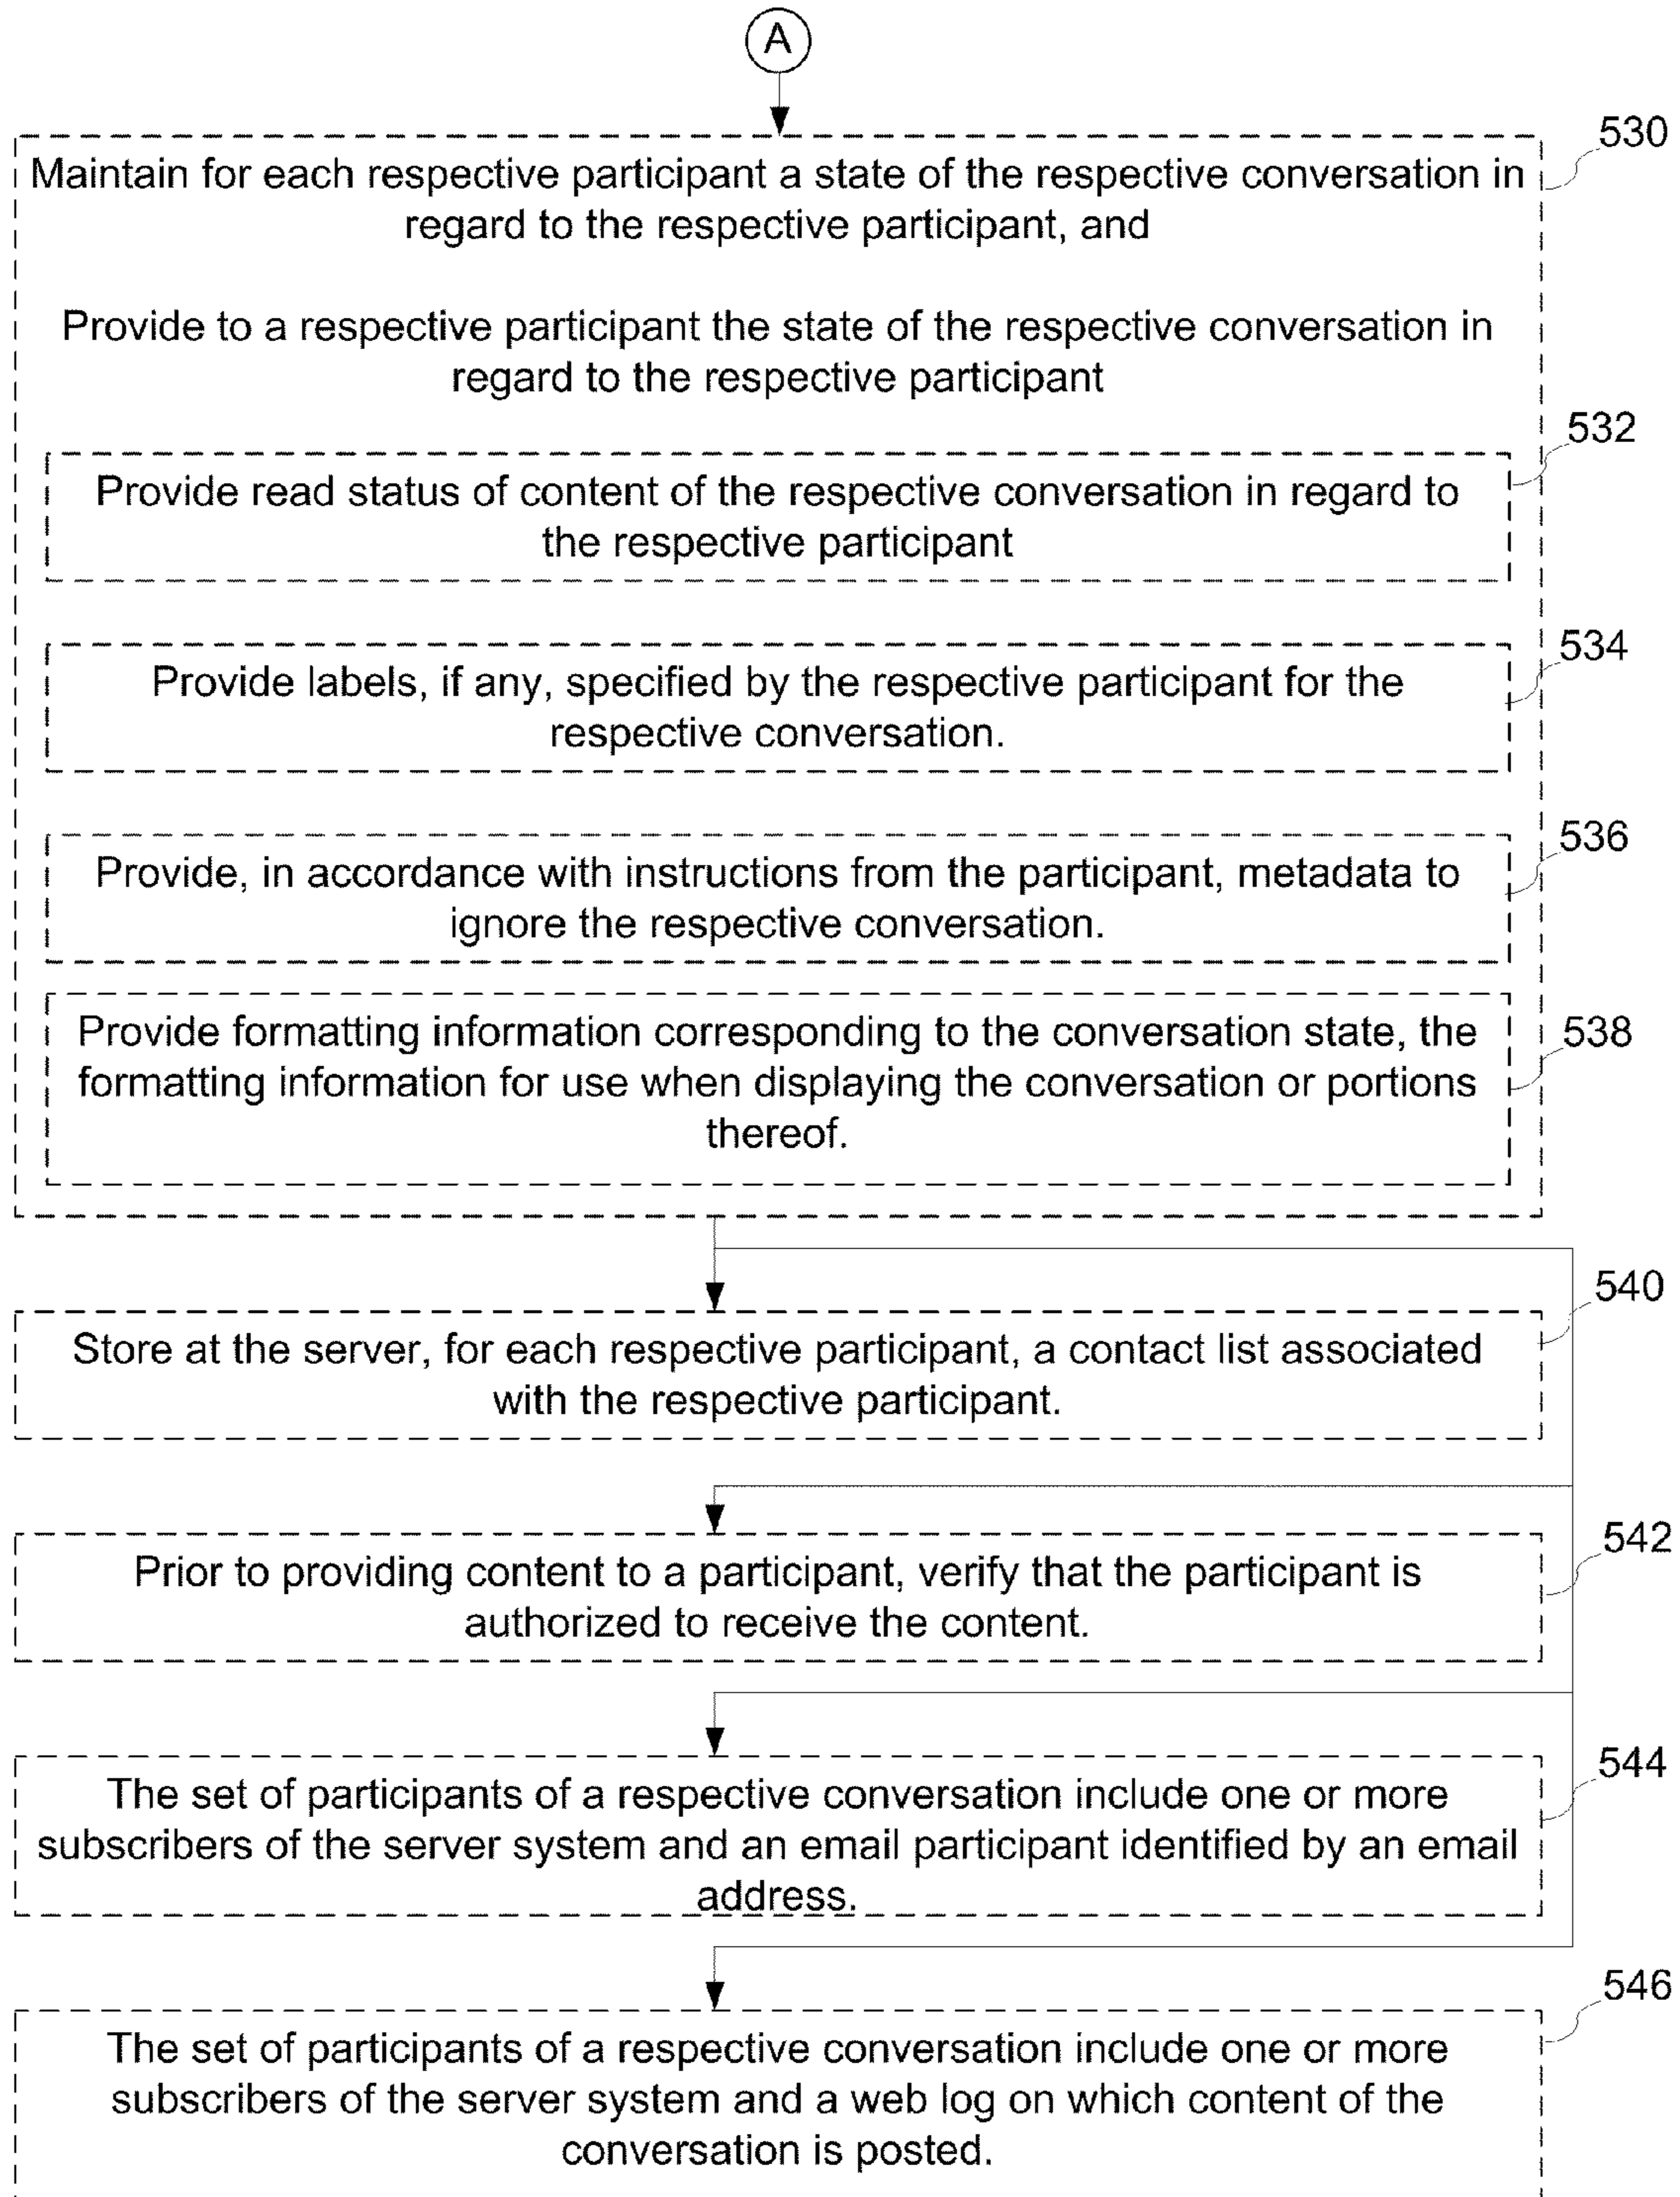 A
530
Maintain for each respective participant a state of the respective conversation in
regard to the respective participant, and
Provide to a respective participant the state of the respective conversation in
regard to the respective participant
532
Provide read status of content of the respective conversation in regard to
the respective participant
534
Provide labels, if any, specified by the respective participant for the
respective conversation.
536
Provide, in accordance with instructions from the participant, metadata to
ignore the respective conversation.
538
Provide formatting information corresponding to the conversation state, the
formatting information for use when displaying the conversation or portions
thereof.
540
Store at the server, for each respective participant, a contact list associated
with the respective participant.
542
Prior to providing content to a participant, verify that the participant is
authorized to receive the content.
544
The set of participants of a respective conversation include one or more
subscribers of the server system and an email participant identified by an email
address.
546
The set of participants of a respective conversation include one or more
subscribers of the server system and a web log on which content of the
conversation is posted.